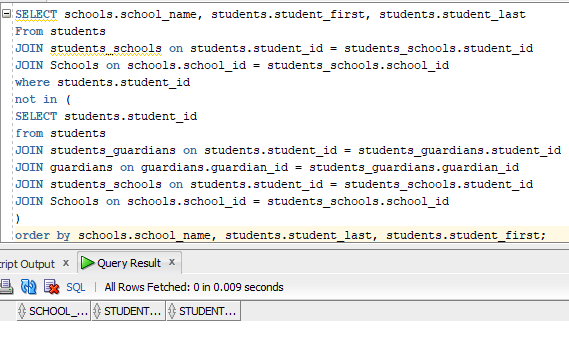 SELECT schools.school_name, students.student_first, students.student_last
From students
JOIN students_schools on students.student_id = students_schools.student_id
JOIN Schools on schools.school_id = students_schools.school_id
where students.student_id
not in (
SELECT students.student_id
from students
JOIN students_guardians on students.student_id = students_guardians.student_id
JOIN guardians on guardians.guardian_id = students_guardians.guardian_id
JOIN students_schools on students.student_id = students_schools.student_id
JOIN Schools on schools.school_id = students_schools.school_id
)
order by schools.school_name, students.student_last, students.student_first;
cript Output x Query Result x
SQL | All Rows Fetched: 0 in 0.009 seconds
SCHOOL_... STUDENT... STUDENT...